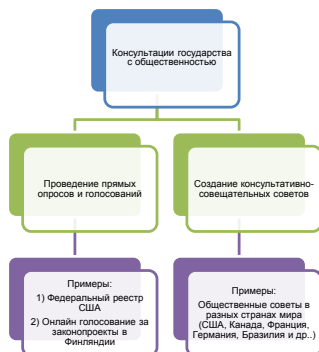 Консультации государства
с общественностью
Проведение прямых
опросов и голосований
Создание консультативно-
совещательных советов
Примеры:
1) Федеральный реестр
США
2) Онлайн голосование за
законопроекты в
Финляндии
Примеры:
Общественные советы в
разных странах мира
(США, Канада, Франция,
Германия, Бразилия и др..)